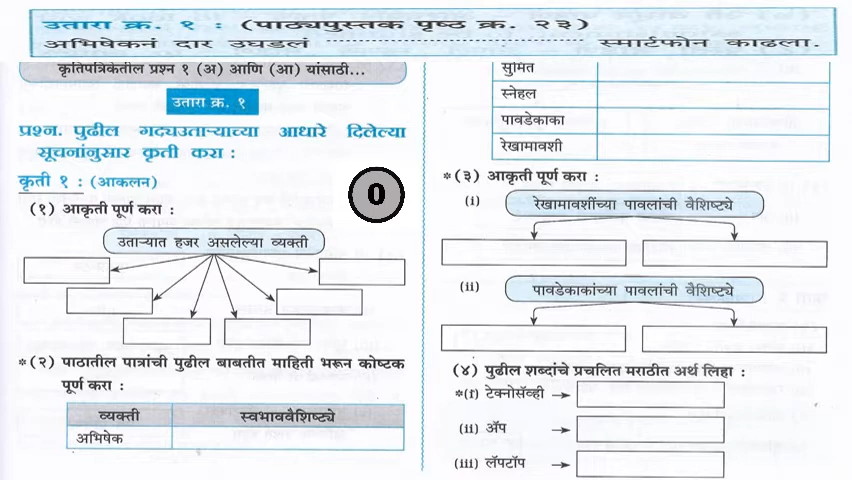 उतारा क्र. १ : (पाठ्यपुस्तक पृष्ठ क्र. २३)
अभिषेकनं दार उघडलं ........................................ स्मार्टफोन काढला.
कृतिपत्रिकेतील प्रश्न १ (अ) आणि (आ) यांसाठी...
उतारा क्र. १
प्रश्न. पुढील गद्यउताऱ्याच्या आधारे दिलेल्या
सूचनांनुसार कृती करा :
कृती १ : (आकलन)
(१) आकृती पूर्ण करा :
उताऱ्यात हजर असलेल्या व्यक्ती
*(२) पाठातील पात्रांची पुढील बाबतीत माहिती भरून कोष्टक
पूर्ण करा :
व्यक्ती स्वभाववैशिष्ट्ये
अभिषेक
0
सुमित
स्नेहल
पावडेकाका
रेखामावशी
*(३) आकृती पूर्ण करा :
(i) रेखामावशींच्या पावलांची वैशिष्ट्ये
(ii) पावडेकाकांच्या पावलांची वैशिष्ट्ये
(४) पुढील शब्दांचे प्रचलित मराठीत अर्थ लिहा :
*(i) टेक्नोसॅव्ही →
(ii) ॲप →
(iii) लॅपटॉप →